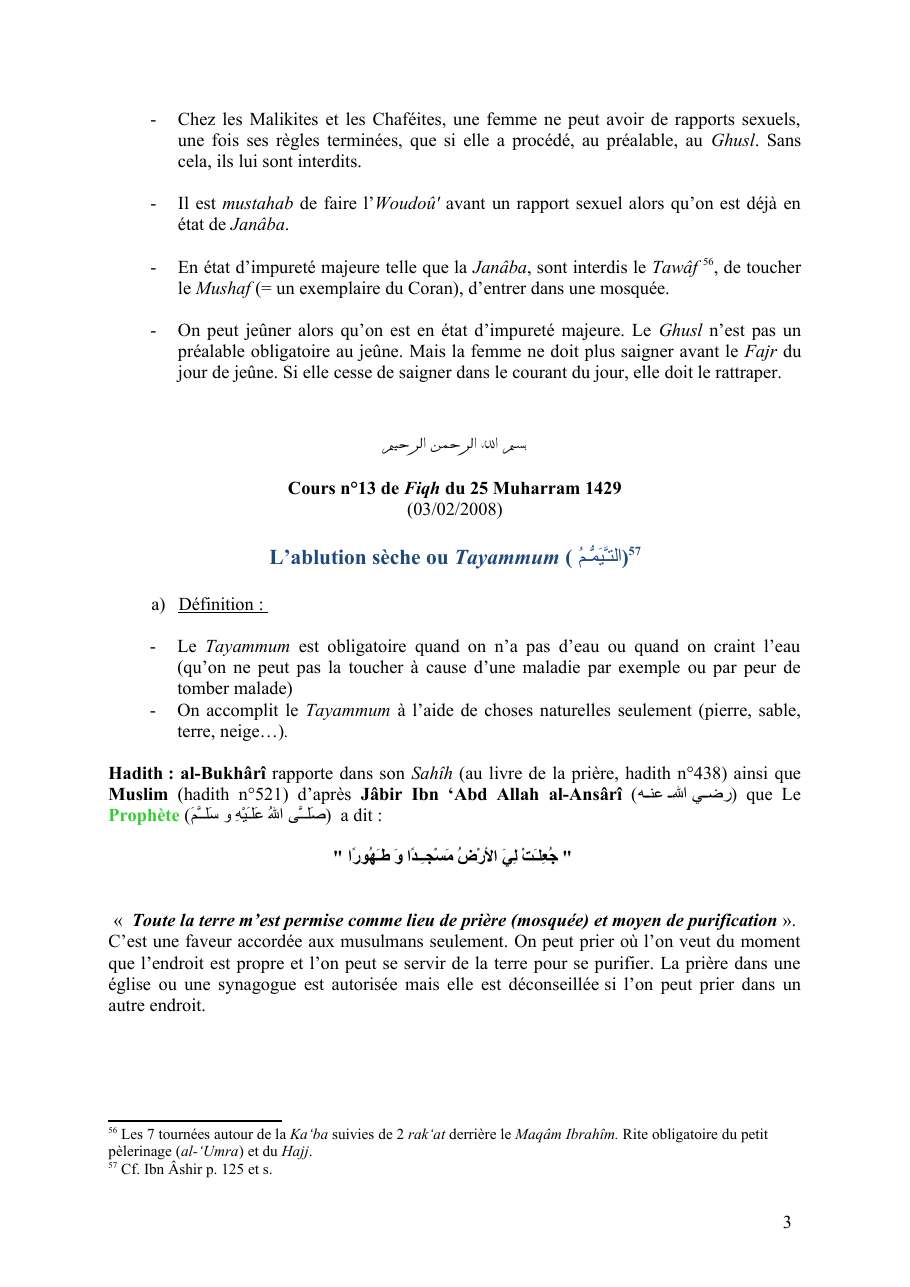 - Chez les Malikites et les Chaféites, une femme ne peut avoir de rapports sexuels,
une fois ses règles terminées, que si elle a procédé, au préalable, au Ghusl. Sans
cela, ils lui sont interdits.
- Il est mustahab de faire l’Woudoû' avant un rapport sexuel alors qu’on est déjà en
état de Janâba.
- En état d’impureté majeure telle que la Janâba, sont interdis le Tawâf 56, de toucher
le Mushaf (= un exemplaire du Coran), d’entrer dans une mosquée.
- On peut jeûner alors qu’on est en état d’impureté majeure. Le Ghusl n’est pas un
préalable obligatoire au jeûne. Mais la femme ne doit plus saigner avant le Fajr du
jour de jeûne. Si elle cesse de saigner dans le courant du jour, elle doit le rattraper.
بسم الله الرحمن الرحيم
Cours n°13 de Fiqh du 25 Muharram 1429
(03/02/2008)
L’ablution sèche ou Tayammum ( التـَّيَمُّـمُ)57
a) Définition :
- Le Tayammum est obligatoire quand on n’a pas d’eau ou quand on craint l’eau
(qu’on ne peut pas la toucher à cause d’une maladie par exemple ou par peur de
tomber malade)
- On accomplit le Tayammum à l’aide de choses naturelles seulement (pierre, sable,
terre, neige…).
Hadith : al-Bukhârî rapporte dans son Sahîh (au livre de la prière, hadith n°438) ainsi que
Muslim (hadith n°521) d’après Jâbir Ibn ‘Abd Allah al-Ansârî (رضـي الله عنـه) que Le
Prophète (صَلَّـى اللهُ عَلَـيْهِ و سَلَّـمَ) a dit :
" جُعِلَـتْ لِيَ الأَرْضُ مَسْجِـدًا وَ طَـهُورًا "
« Toute la terre m’est permise comme lieu de prière (mosquée) et moyen de purification ».
C’est une faveur accordée aux musulmans seulement. On peut prier où l’on veut du moment
que l’endroit est propre et l’on peut se servir de la terre pour se purifier. La prière dans une
église ou une synagogue est autorisée mais elle est déconseillée si l’on peut prier dans un
autre endroit.
56 Les 7 tournées autour de la Ka‘ba suivies de 2 rak‘at derrière le Maqâm Ibrahîm. Rite obligatoire du petit
pèlerinage (al-‘Umra) et du Hajj.
57 Cf. Ibn Âshir p. 125 et s.
3